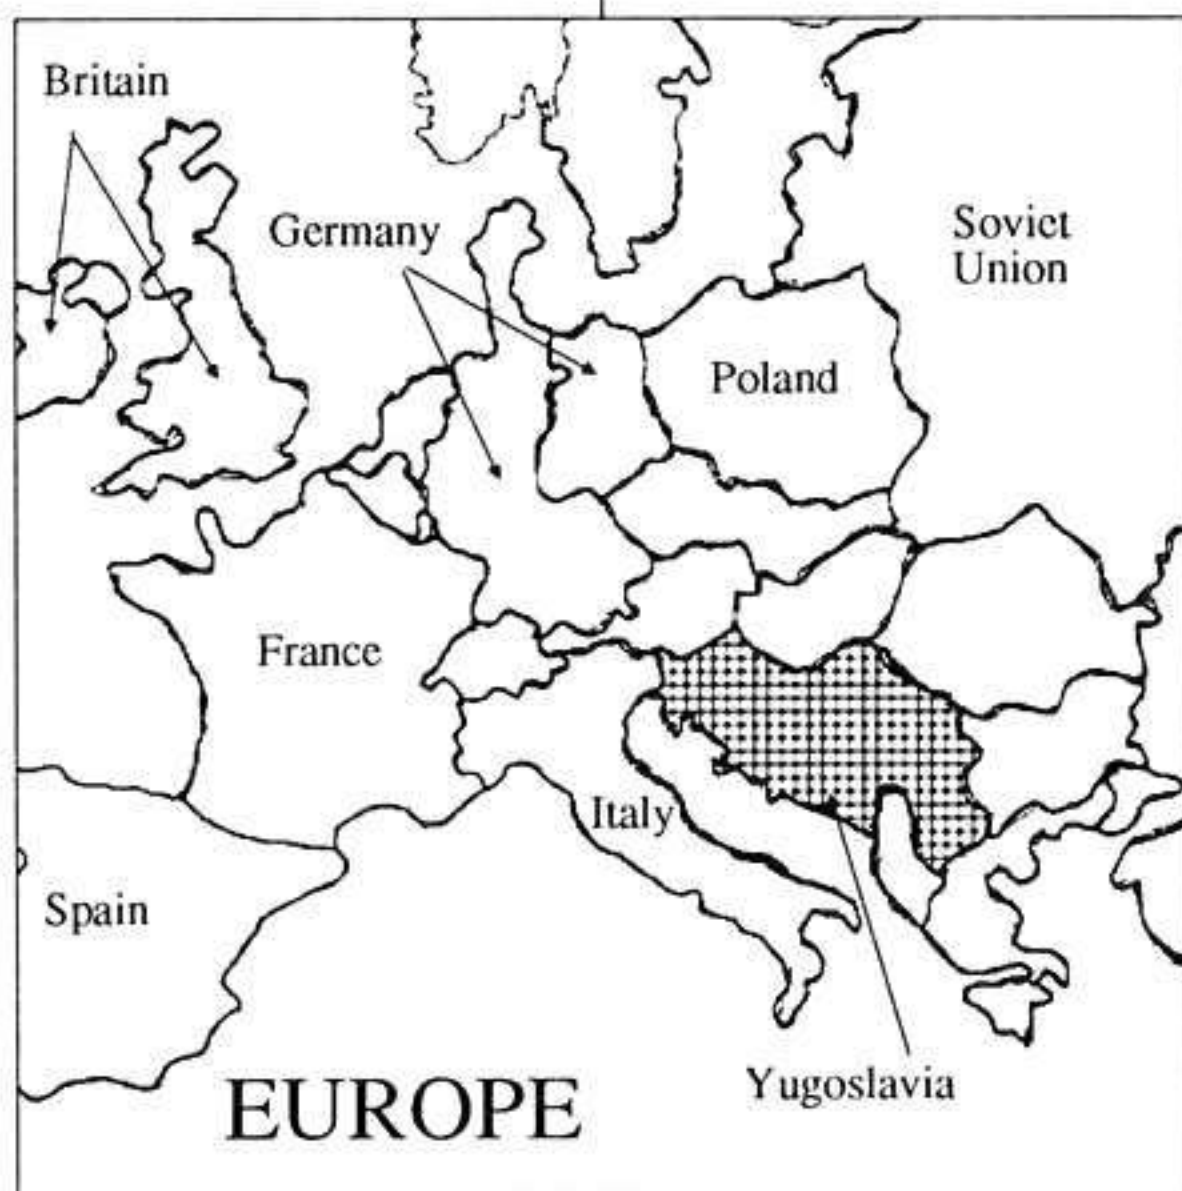 Britain
Germany
Soviet
Union
Poland
France
Italy
Spain
Yugoslavia
EUROPE